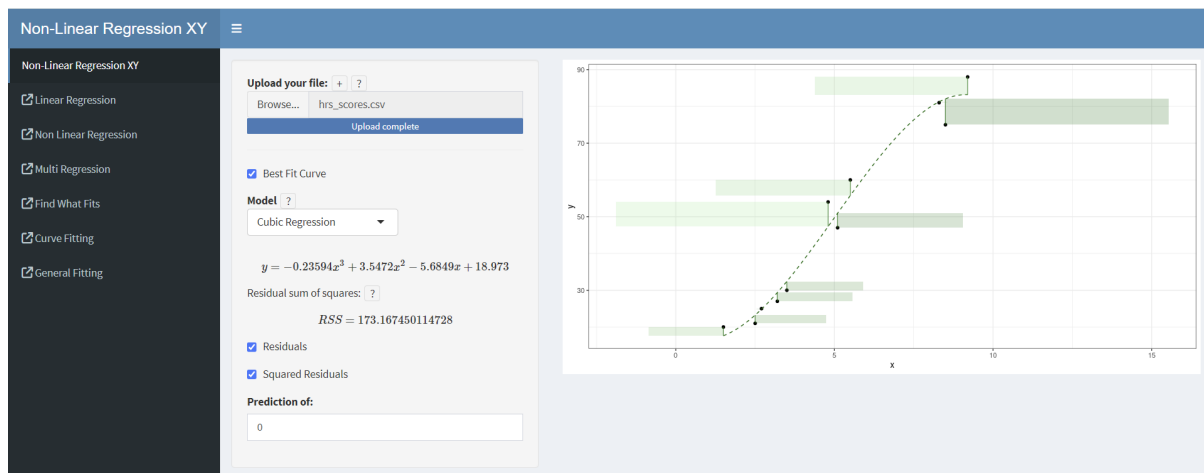 Non-Linear Regression XY
Non-Linear Regression XY
Linear Regression
Non Linear Regression
Multi Regression
Find What Fits
Curve Fitting
General Fitting
Upload your file: + ?
Browse... hrs_scores.csv
Upload complete
Best Fit Curve
Model ?
Cubic Regression
y = −0.23594x³ + 3.5472x² − 5.6849x + 18.973
Residual sum of squares: ?
RSS = 173.167450114728
Residuals
Squared Residuals
Prediction of:
0
90
70
50
30
y
0 5 10 15
x